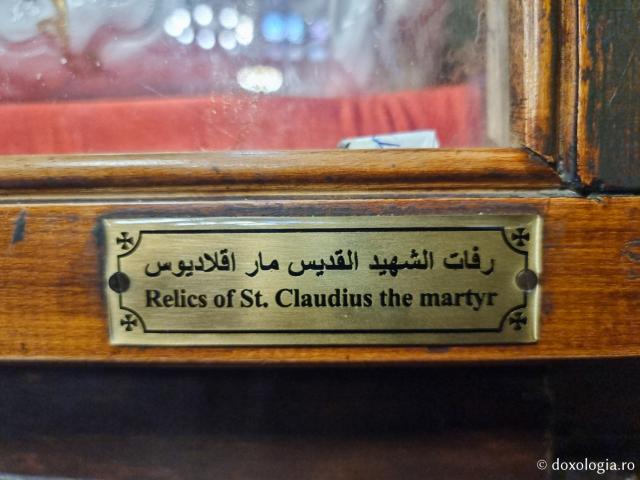 رفات الشهيد القديس مار اقلاديوس
Relics of St. Claudius the martyr
© doxologia.ro